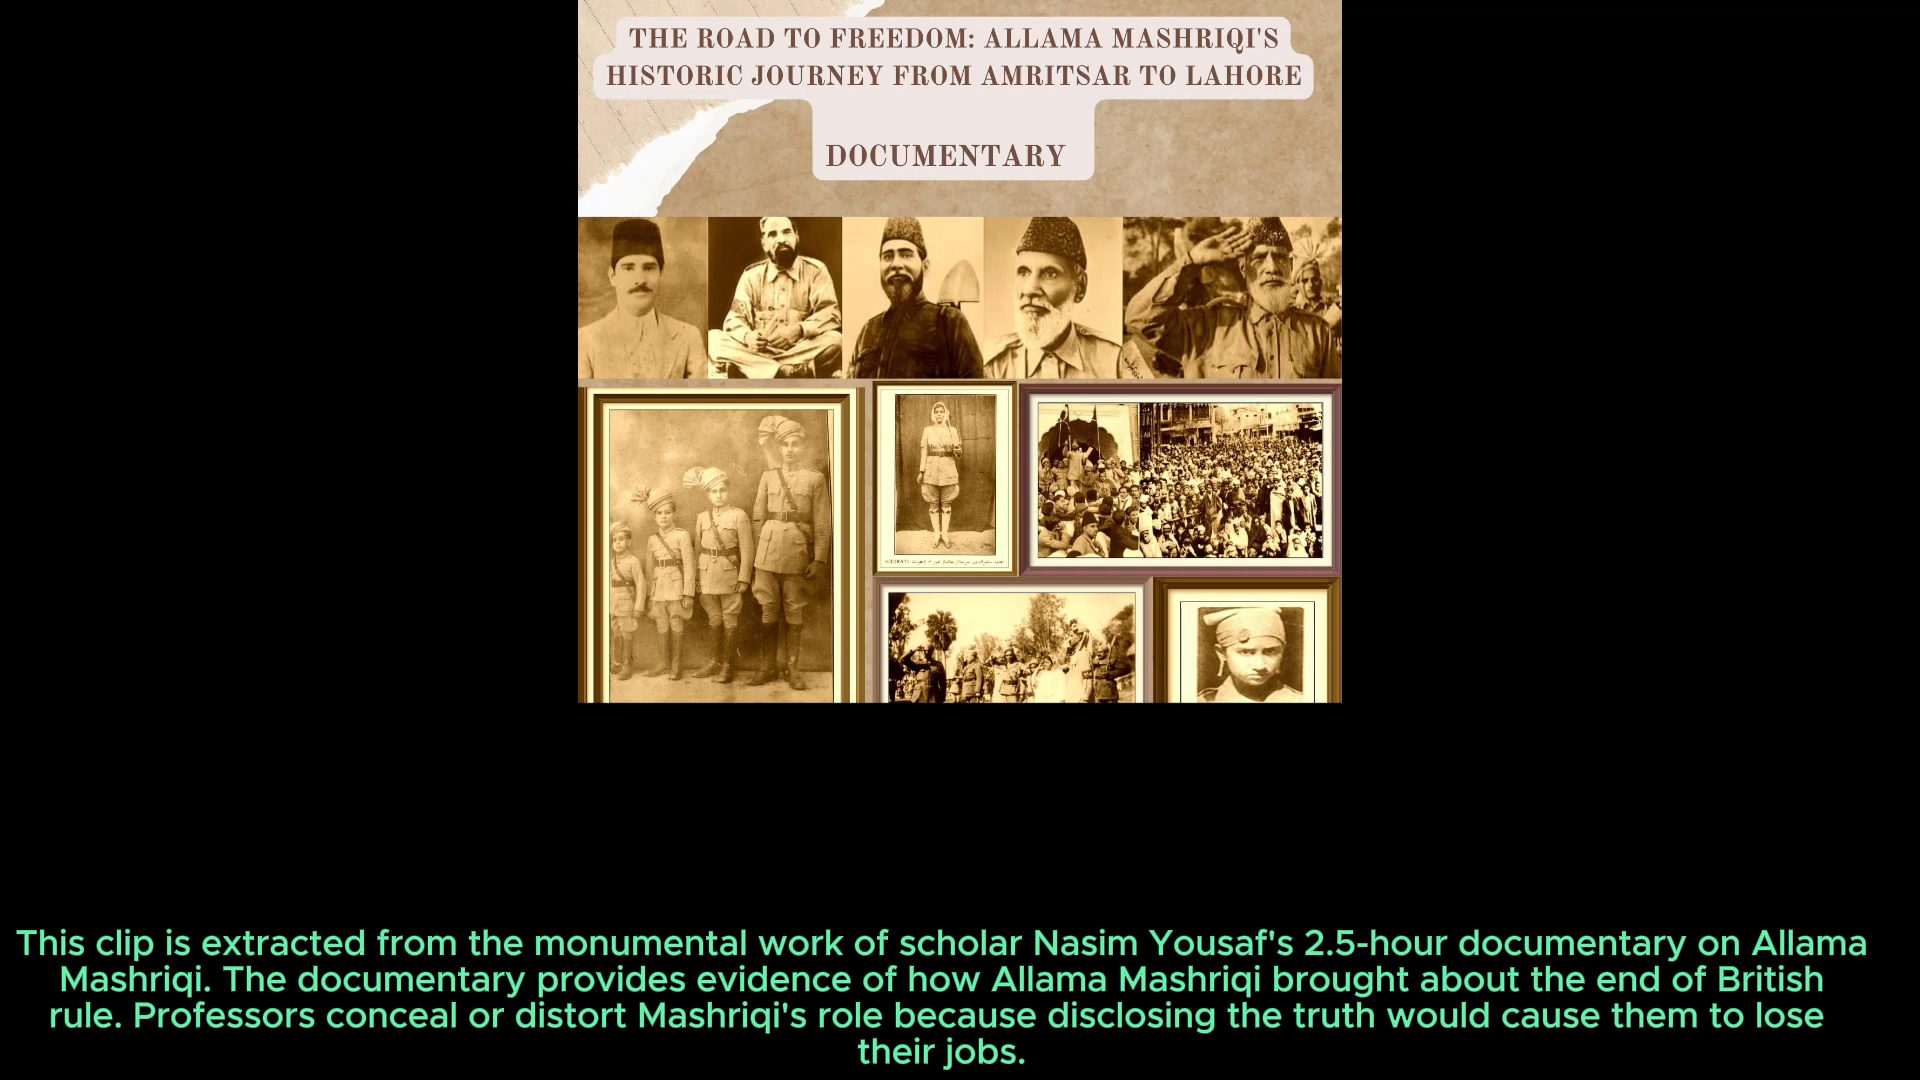 THE ROAD TO FREEDOM: ALLAMA MASHRIQI'S
HISTORIC JOURNEY FROM AMRITSAR TO LAHORE
DOCUMENTARY
This clip is extracted from the monumental work of scholar Nasim Yousaf's 2.5-hour documentary on Allama
Mashriqi. The documentary provides evidence of how Allama Mashriqi brought about the end of British
rule. Professors conceal or distort Mashriqi's role because disclosing the truth would cause them to lose
their jobs.